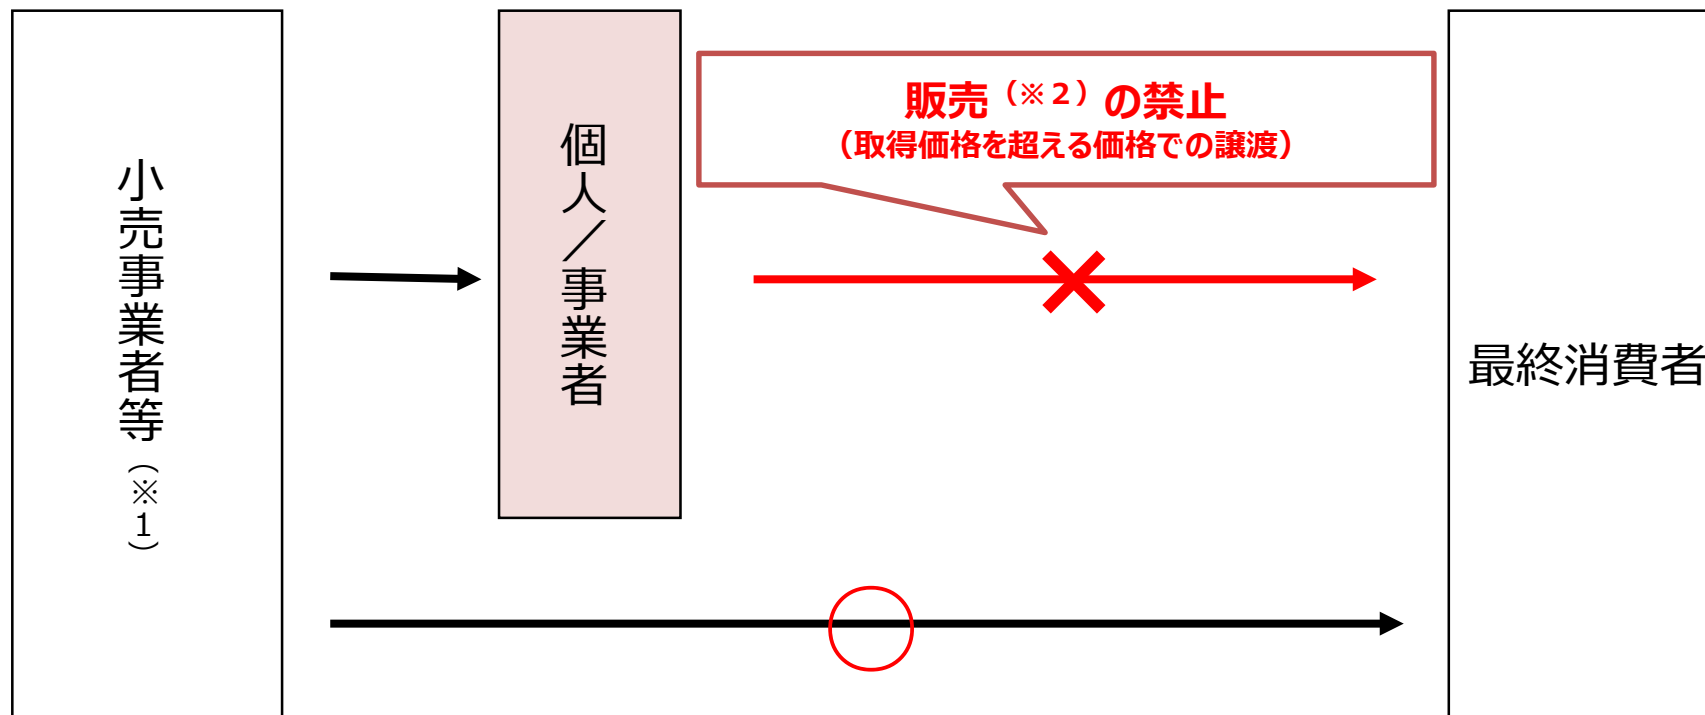 小売事業者等（※1）
個人／事業者
販売（※２）の禁止
（取得価格を超える価格での譲渡）
最終消費者